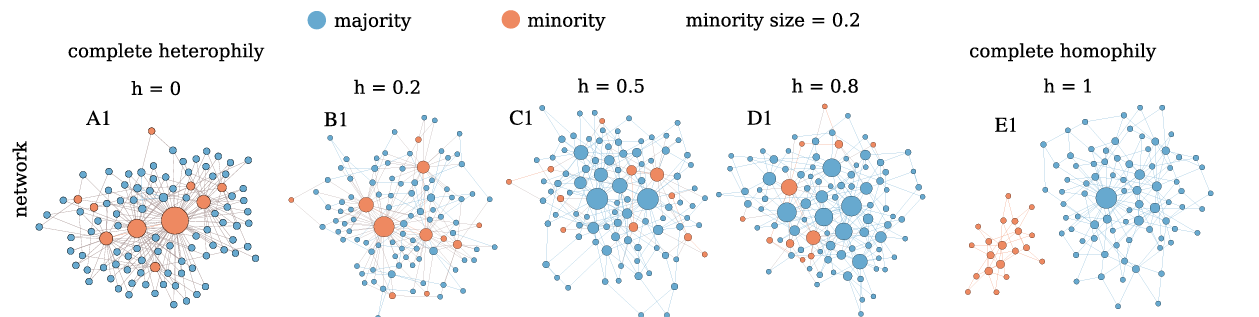 majority
minority
minority size = 0.2
complete heterophily
complete homophily
h = 0
h = 0.2
h = 0.5
h = 0.8
h = 1
A1
B1
C1
D1
E1
network